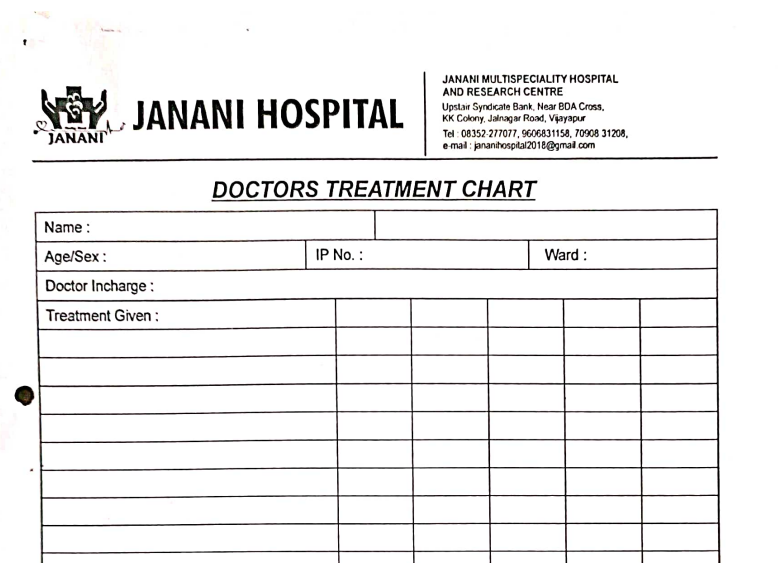 JANANI
JANANI HOSPITAL
JANANI MULTISPECIALITY HOSPITAL
AND RESEARCH CENTRE
Upstair Syndicate Bank, Near BDA Cross,
KK Colony, Jalnagar Road, Vijayapur
Tel : 08352-277077, 9606831158, 70908 31208,
e-mail : jananihospital2018@gmail.com
DOCTORS TREATMENT CHART
Name :
Age/Sex : IP No. : Ward :
Doctor Incharge :
Treatment Given :